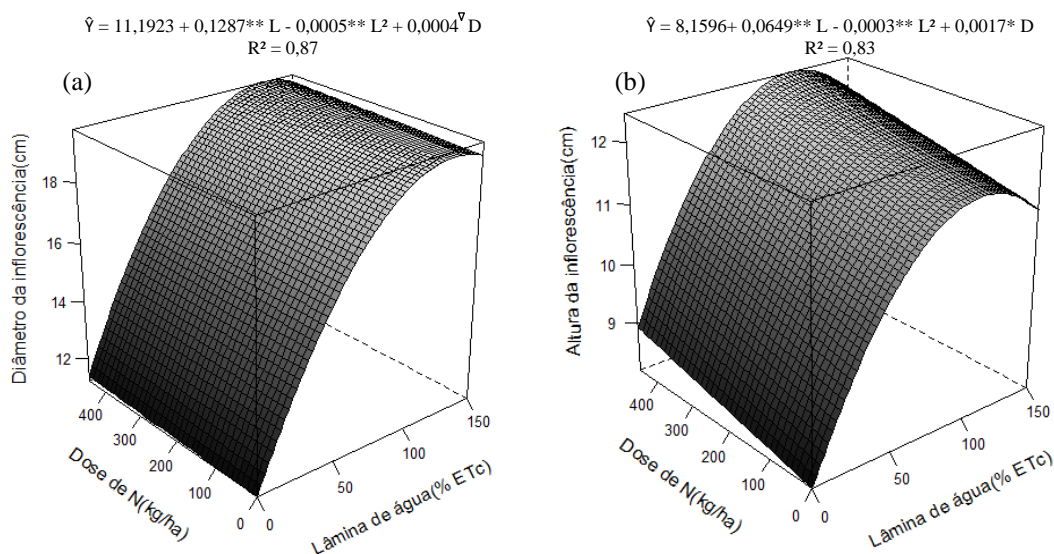 Ŷ = 11,1923 + 0,1287** L - 0,0005** L² + 0,0004∇ D
R² = 0,87
(a)
Diâmetro da inflorescência(cm)
18
16
14
12
400
300
200
100
0
Dose de N(kg/ha)
0
50
100
150
Lâmina de água(% ETc)
Ŷ = 8,1596+ 0,0649** L - 0,0003** L² + 0,0017* D
R² = 0,83
(b)
Altura da inflorescência(cm)
12
11
10
9
400
300
200
100
0
Dose de N(kg/ha)
0
50
100
150
Lâmina de água(% ETc)